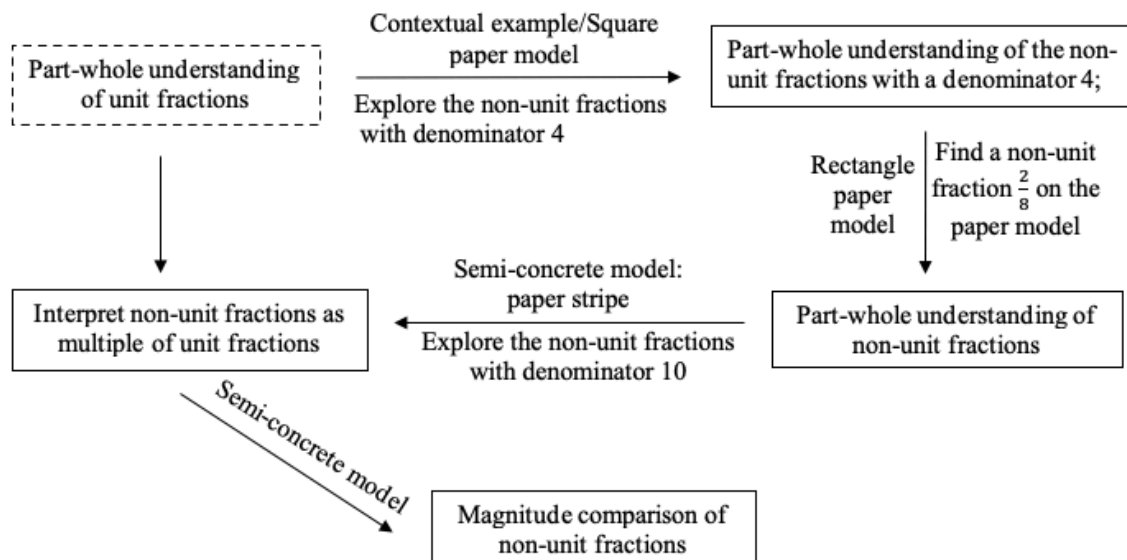 Part-whole understanding
of unit fractions
Contextual example/Square
paper model
Explore the non-unit fractions
with denominator 4
Part-whole understanding of the non-
unit fractions with a denominator 4;
Rectangle
paper
model
Find a non-unit
fraction 2/8 on the
paper model
Part-whole understanding of
non-unit fractions
Semi-concrete model:
paper stripe
Explore the non-unit fractions
with denominator 10
Interpret non-unit fractions as
multiple of unit fractions
Semi-concrete model
Magnitude comparison of
non-unit fractions